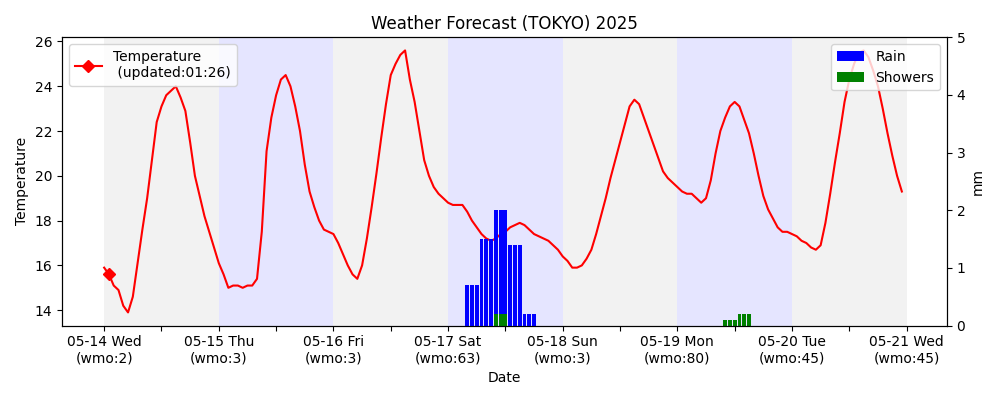 Weather Forecast (TOKYO) 2025
Temperature
(updated:01:26)
Rain
Showers
26
24
22
20
18
16
14
Temperature
5
4
3
2
1
0
mm
05-14 Wed
(wmo:2)
05-15 Thu
(wmo:3)
05-16 Fri
(wmo:3)
05-17 Sat
(wmo:63)
05-18 Sun
(wmo:3)
05-19 Mon
(wmo:80)
05-20 Tue
(wmo:45)
05-21 Wed
(wmo:45)
Date